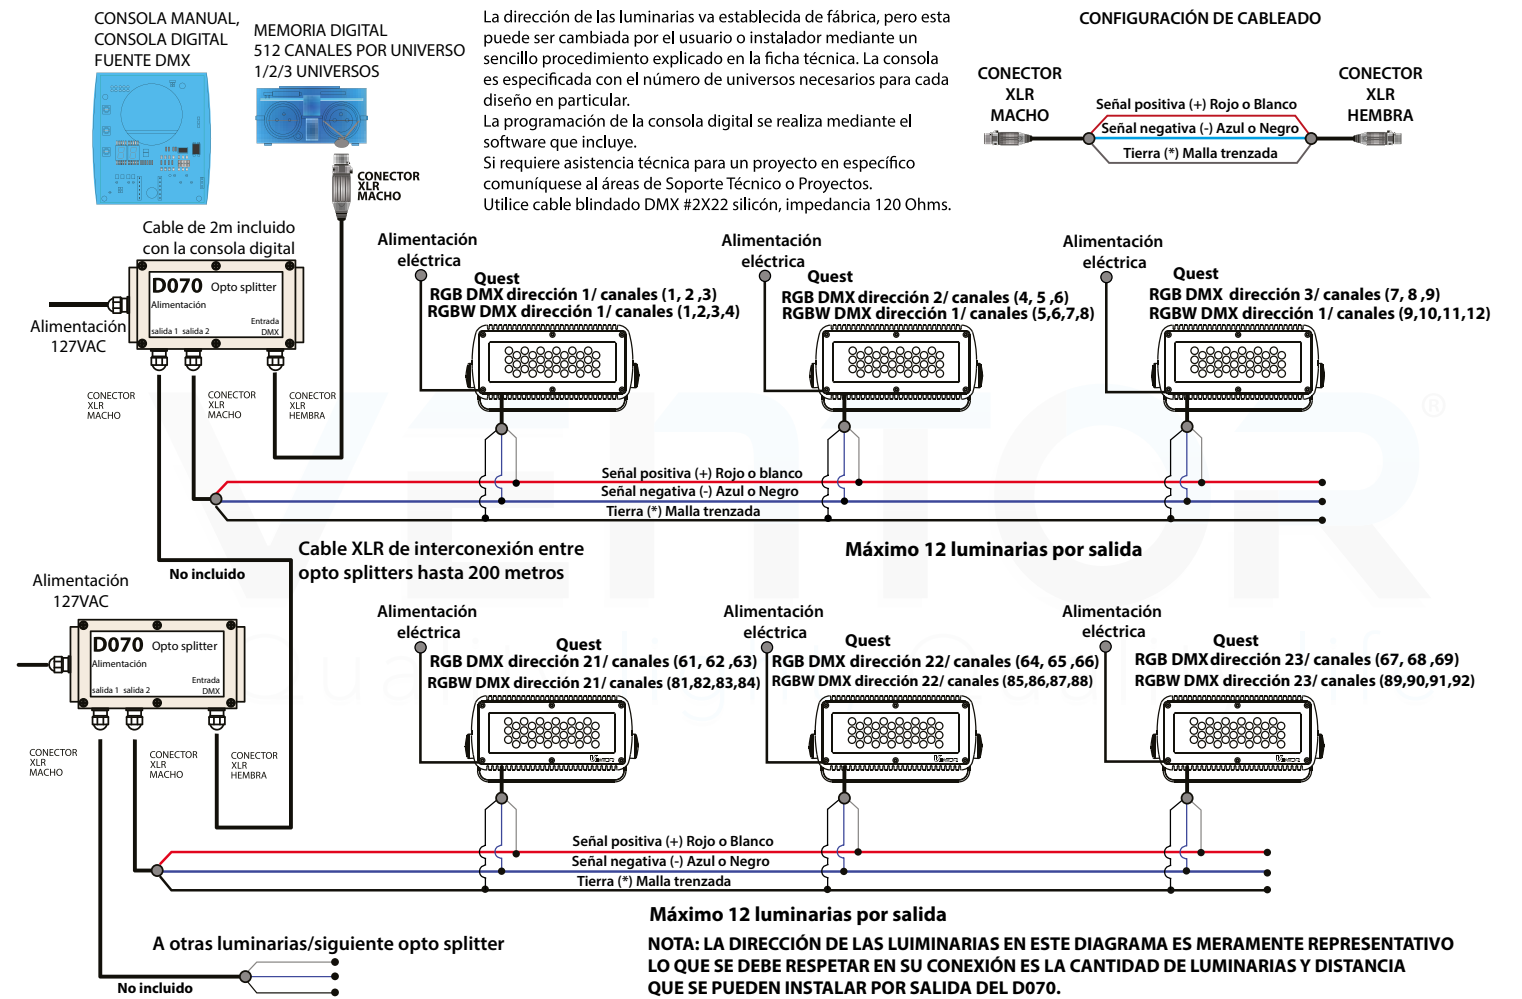 CONSOLA MANUAL,
CONSOLA DIGITAL
FUENTE DMX
MEMORIA DIGITAL
512 CANALES POR UNIVERSO
1/2/3 UNIVERSOS
La dirección de las luminarias va establecida de fábrica, pero esta
puede ser cambiada por el usuario o instalador mediante un
sencillo procedimiento explicado en la ficha técnica. La consola
es especificada con el número de universos necesarios para cada
diseño en particular.
La programación de la consola digital se realiza mediante el
software que incluye.
Si requiere asistencia técnica para un proyecto en específico
comuníquese al áreas de Soporte Técnico o Proyectos.
Utilice cable blindado DMX #2X22 silicón, impedancia 120 Ohms.
CONFIGURACIÓN DE CABLEADO
CONECTOR
XLR
MACHO
Señal positiva (+) Rojo o Blanco
Señal negativa (-) Azul o Negro
Tierra (*) Malla trenzada
CONECTOR
XLR
HEMBRA
CONECTOR
XLR
MACHO
Cable de 2m incluido
con la consola digital
D070 Opto splitter
Alimentación
Entrada
DMX
salida 1 salida 2
Alimentación
127VAC
CONECTOR
XLR
MACHO
CONECTOR
XLR
MACHO
CONECTOR
XLR
HEMBRA
Alimentación
eléctrica
Quest
RGB DMX dirección 1/ canales (1, 2 ,3)
RGBW DMX dirección 1/ canales (1,2,3,4)
Alimentación
eléctrica
Quest
RGB DMX dirección 2/ canales (4, 5 ,6)
RGBW DMX dirección 1/ canales (5,6,7,8)
Alimentación
eléctrica
Quest
RGB DMX dirección 3/ canales (7, 8 ,9)
RGBW DMX dirección 1/ canales (9,10,11,12)
VENTOR®
Quality light Quality life
Señal positiva (+) Rojo o blanco
Señal negativa (-) Azul o Negro
Tierra (*) Malla trenzada
Cable XLR de interconexión entre
opto splitters hasta 200 metros
Máximo 12 luminarias por salida
No incluido
Alimentación
127VAC
D070 Opto splitter
Alimentación
Entrada
DMX
salida 1 salida 2
CONECTOR
XLR
MACHO
CONECTOR
XLR
MACHO
CONECTOR
XLR
HEMBRA
Alimentación
eléctrica
Quest
RGB DMX dirección 21/ canales (61, 62 ,63)
RGBW DMX dirección 21/ canales (81,82,83,84)
VENTOR
Alimentación
eléctrica
Quest
RGB DMX dirección 22/ canales (64, 65 ,66)
RGBW DMX dirección 22/ canales (85,86,87,88)
VENTOR
Alimentación
eléctrica
Quest
RGB DMX dirección 23/ canales (67, 68 ,69)
RGBW DMX dirección 23/ canales (89,90,91,92)
VENTOR
Señal positiva (+) Rojo o Blanco
Señal negativa (-) Azul o Negro
Tierra (*) Malla trenzada
Máximo 12 luminarias por salida
A otras luminarias/siguiente opto splitter
No incluido
NOTA: LA DIRECCIÓN DE LAS LUIMINARIAS EN ESTE DIAGRAMA ES MERAMENTE REPRESENTATIVO
LO QUE SE DEBE RESPETAR EN SU CONEXIÓN ES LA CANTIDAD DE LUMINARIAS Y DISTANCIA
QUE SE PUEDEN INSTALAR POR SALIDA DEL D070.